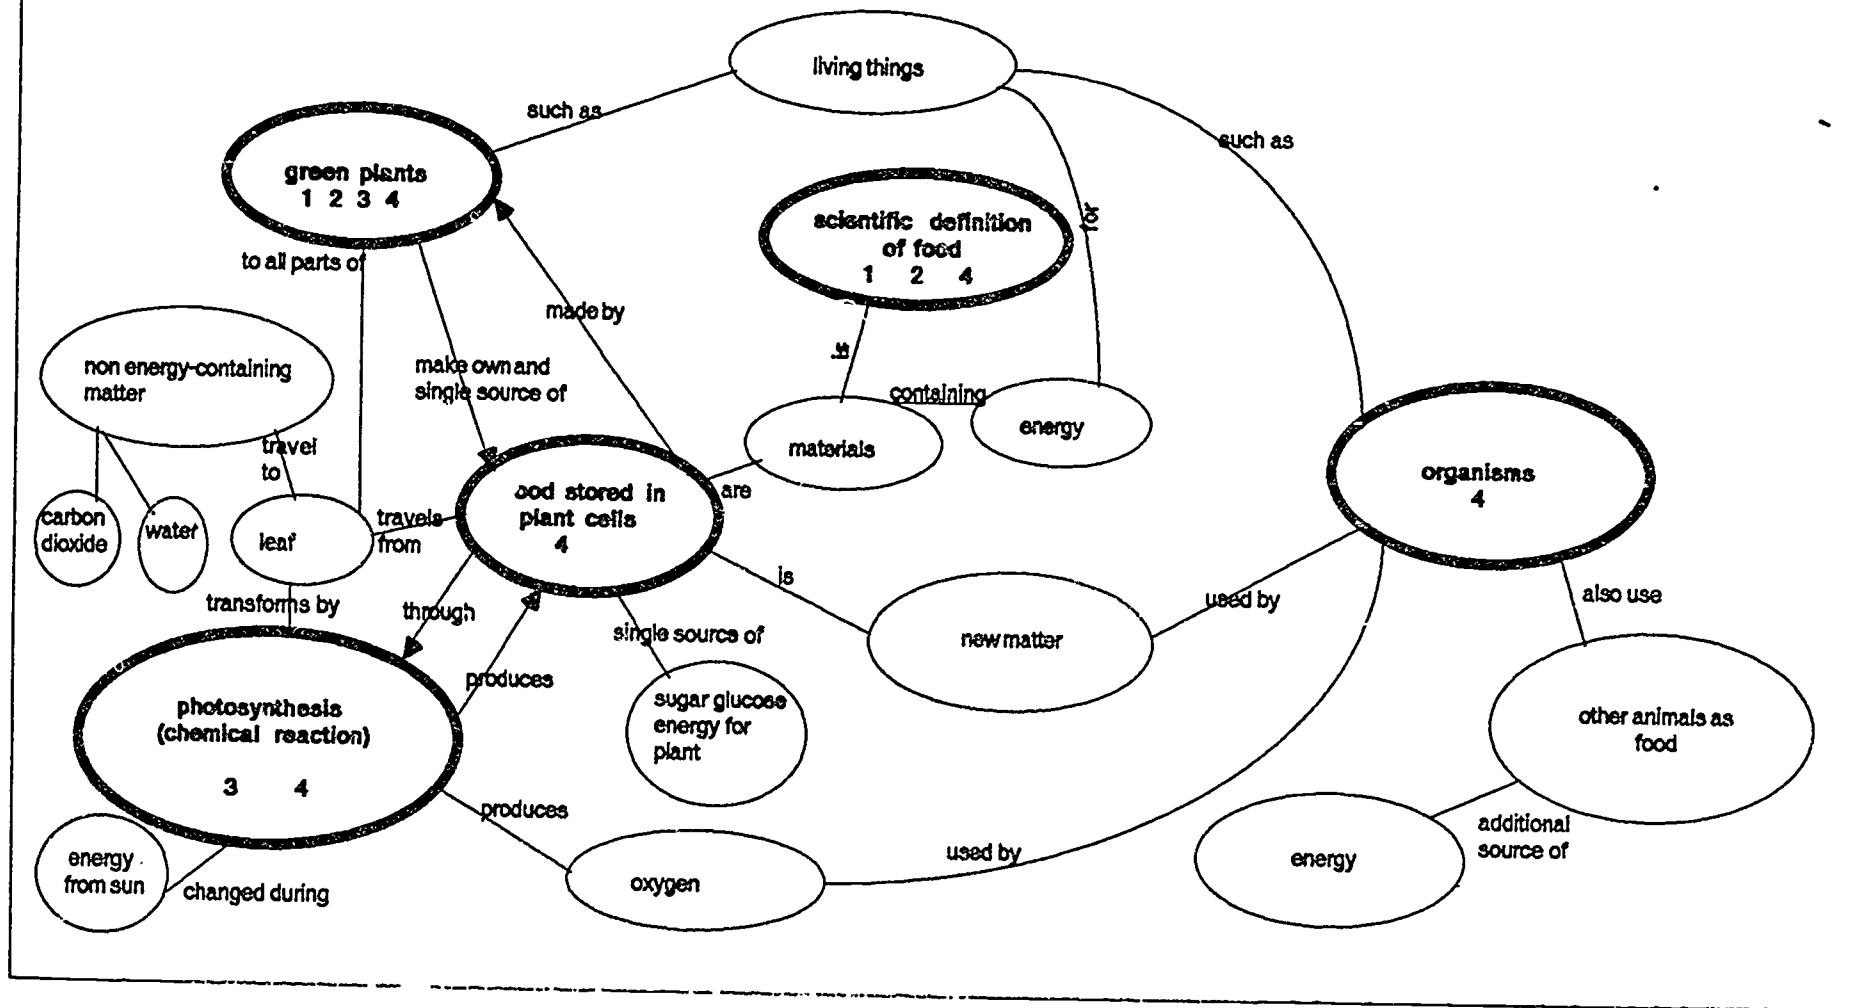 living things
such as
such as
green plants
1 2 3 4
scientific definition
of food
1 2 4
for
to all parts of
made by
is
make own and
single source of
non energy-containing
matter
containing
energy
materials
travel
to
organisms
4
are
ood stored in
plant cells
4
carbon
dioxide
water
leaf
travels
from
is
transforms by
through
used by
also use
single source of
new matter
produces
sugar glucose
energy for
plant
photosynthesis
(chemical reaction)
3 4
other animals as
food
produces
additional
source of
energy
energy
from sun
changed during
oxygen
used by